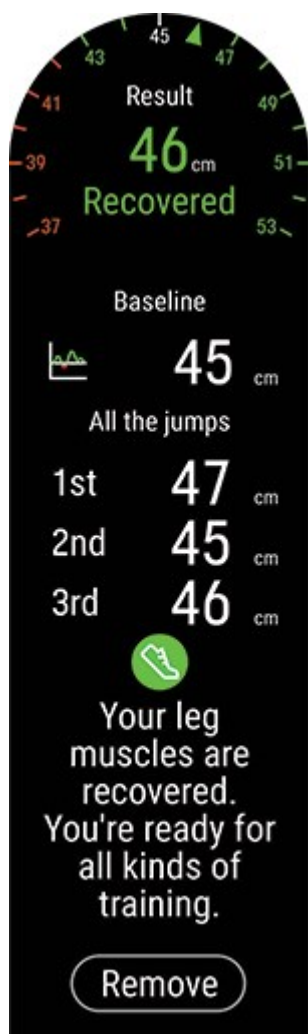 45
43
47
41
49
39
51
37
53
Result
46 cm
Recovered
Baseline
45 cm
All the jumps
1st 47 cm
2nd 45 cm
3rd 46 cm
Your leg
muscles are
recovered.
You're ready for
all kinds of
training.
Remove